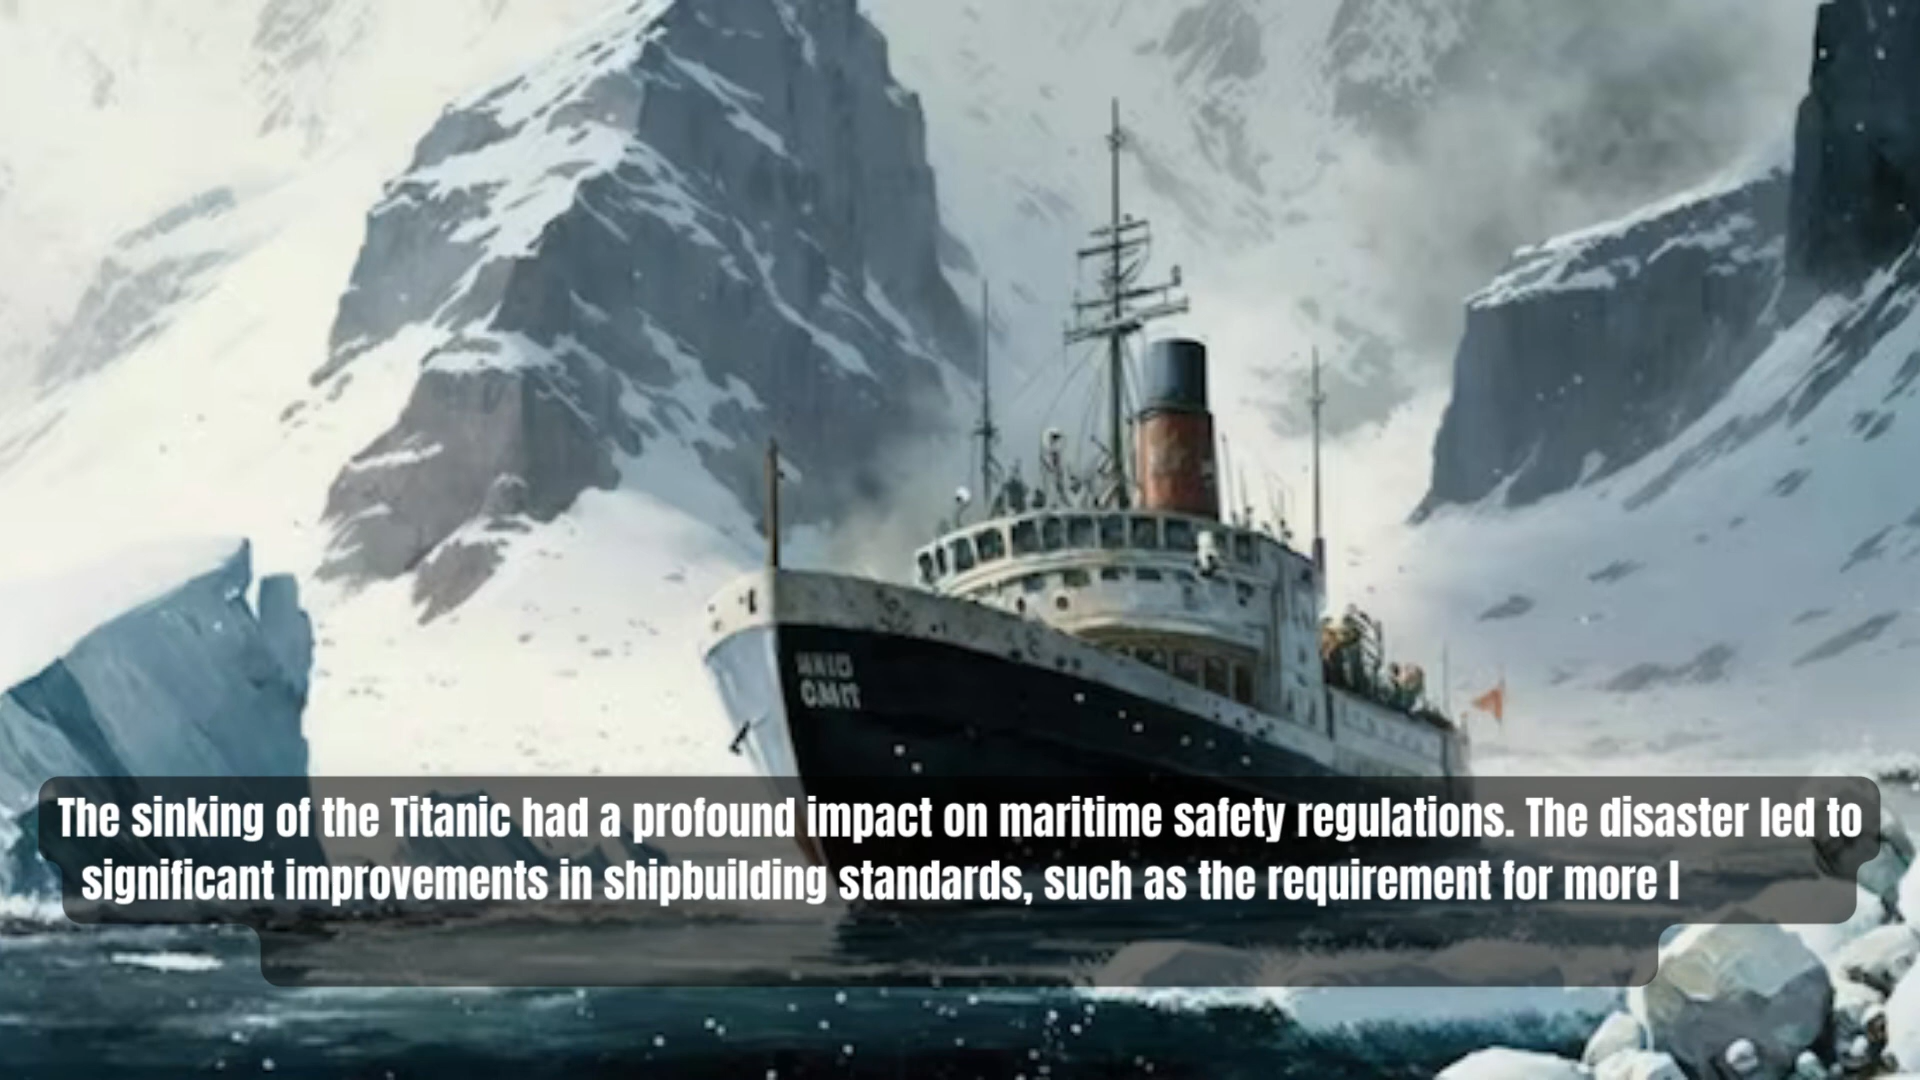 The sinking of the Titanic had a profound impact on maritime safety regulations. The disaster led to
significant improvements in shipbuilding standards, such as the requirement for more l